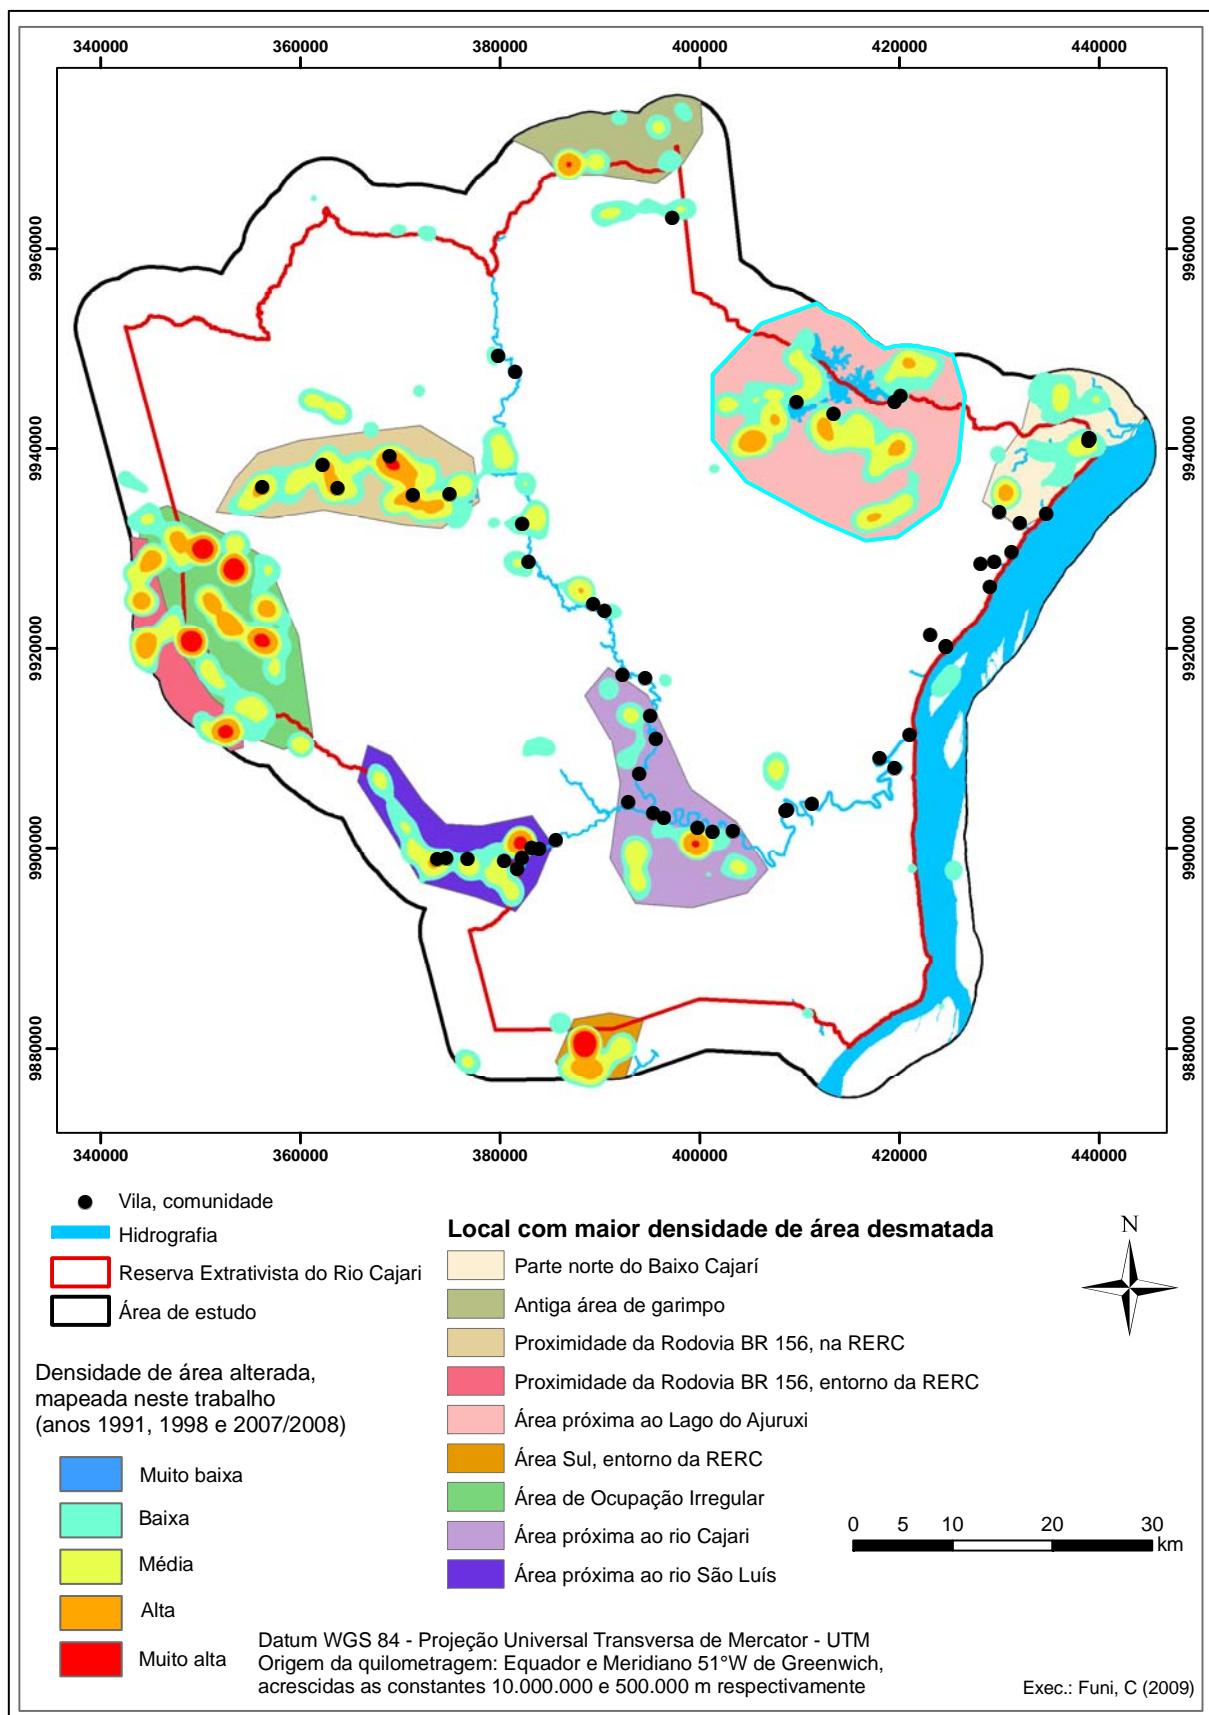 340000 360000 380000 400000 420000 440000
9960000 9960000
9940000 9940000
9920000 9920000
9900000 9900000
9880000 9880000
340000 360000 380000 400000 420000 440000
Vila, comunidade
Hidrografia
Reserva Extrativista do Rio Cajari
Área de estudo
Densidade de área alterada,
mapeada neste trabalho
(anos 1991, 1998 e 2007/2008)
Muito baixa
Baixa
Média
Alta
Muito alta
Local com maior densidade de área desmatada
Parte norte do Baixo Cajarí
Antiga área de garimpo
Proximidade da Rodovia BR 156, na RERC
Proximidade da Rodovia BR 156, entorno da RERC
Área próxima ao Lago do Ajuruxi
Área Sul, entorno da RERC
Área de Ocupação Irregular
Área próxima ao rio Cajari
Área próxima ao rio São Luís
N
0 5 10 20 30
km
Datum WGS 84 - Projeção Universal Transversa de Mercator - UTM
Origem da quilometragem: Equador e Meridiano 51°W de Greenwich,
acrescidas as constantes 10.000.000 e 500.000 m respectivamente
Exec.: Funi, C (2009)